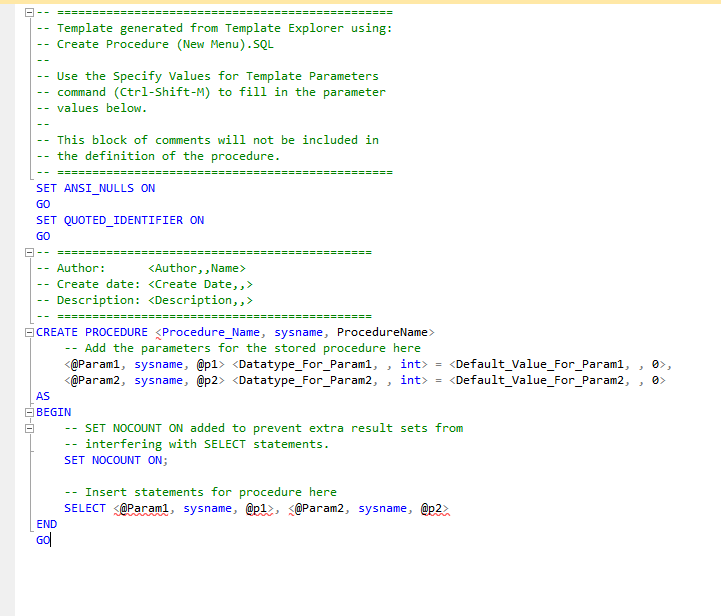 -- ================================================
-- Template generated from Template Explorer using:
-- Create Procedure (New Menu).SQL
--
-- Use the Specify Values for Template Parameters
-- command (Ctrl-Shift-M) to fill in the parameter
-- values below.
--
-- This block of comments will not be included in
-- the definition of the procedure.
-- ================================================
SET ANSI_NULLS ON
GO
SET QUOTED_IDENTIFIER ON
GO
-- =============================================
-- Author:      <Author,,Name>
-- Create date: <Create Date,,>
-- Description: <Description,,>
-- =============================================
CREATE PROCEDURE <Procedure_Name, sysname, ProcedureName>
    -- Add the parameters for the stored procedure here
    <@Param1, sysname, @p1> <Datatype_For_Param1, , int> = <Default_Value_For_Param1, , 0>,
    <@Param2, sysname, @p2> <Datatype_For_Param2, , int> = <Default_Value_For_Param2, , 0>
AS
BEGIN
    -- SET NOCOUNT ON added to prevent extra result sets from
    -- interfering with SELECT statements.
    SET NOCOUNT ON;

    -- Insert statements for procedure here
    SELECT <@Param1, sysname, @p1>, <@Param2, sysname, @p2>
END
GO